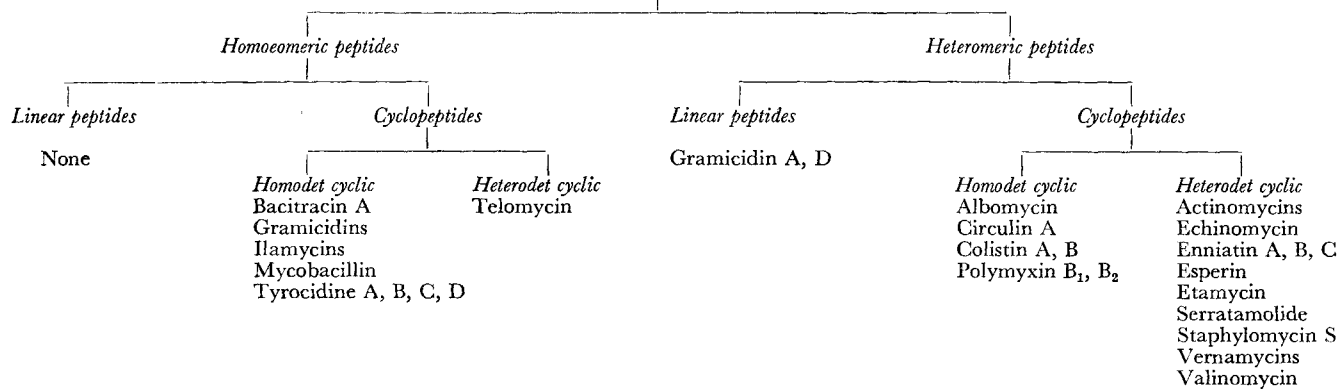 Homoeomeric peptides
Heteromeric peptides
Linear peptides
Cyclopeptides
Linear peptides
Cyclopeptides
None
Gramicidin A, D
Homodet cyclic
Bacitracin A
Gramicidins
Ilamycins
Mycobacillin
Tyrocidine A, B, C, D
Heterodet cyclic
Telomycin
Homodet cyclic
Albomycin
Circulin A
Colistin A, B
Polymyxin B₁, B₂
Heterodet cyclic
Actinomycins
Echinomycin
Enniatin A, B, C
Esperin
Etamycin
Serratamolide
Staphylomycin S
Vernamycins
Valinomycin